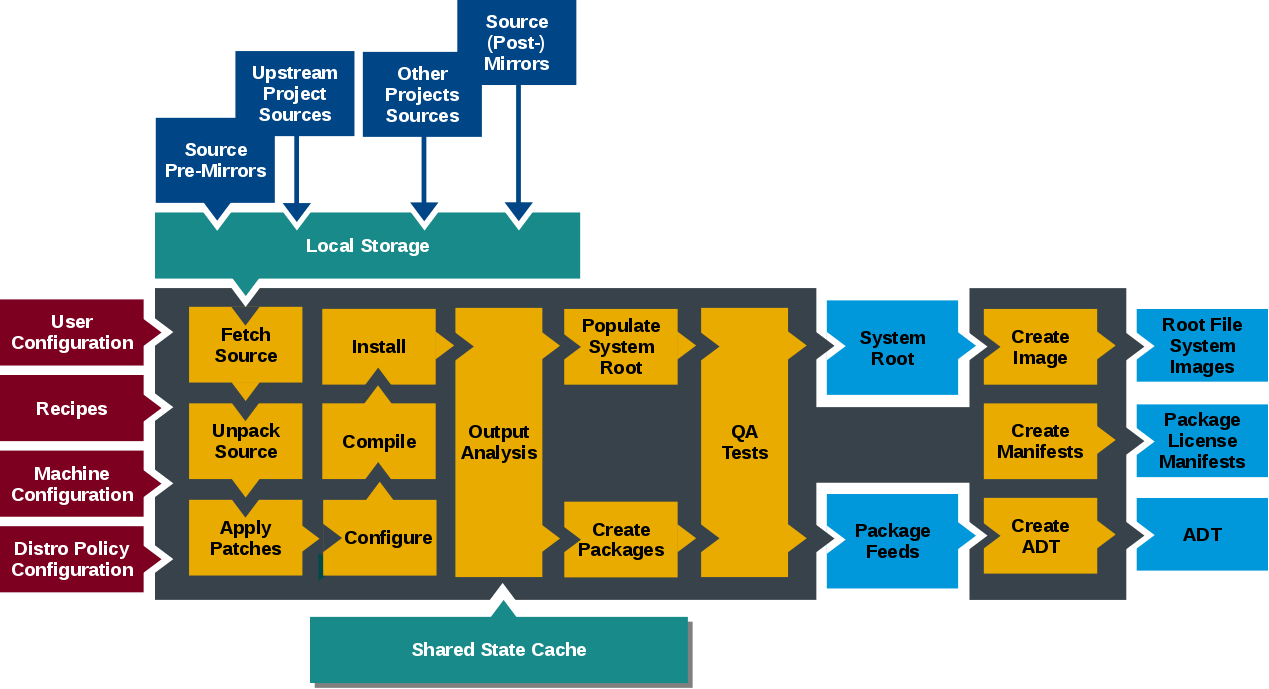 Source
(Post-)
Mirrors
Upstream
Project
Sources
Other
Projects
Sources
Source
Pre-Mirrors
Local Storage
User
Configuration
Recipes
Machine
Configuration
Distro Policy
Configuration
Fetch
Source
Unpack
Source
Apply
Patches
Install
Compile
Configure
Output
Analysis
Populate
System
Root
Create
Packages
QA
Tests
System
Root
Package
Feeds
Create
Image
Create
Manifests
Create
ADT
Root File
System
Images
Package
License
Manifests
ADT
Shared State Cache